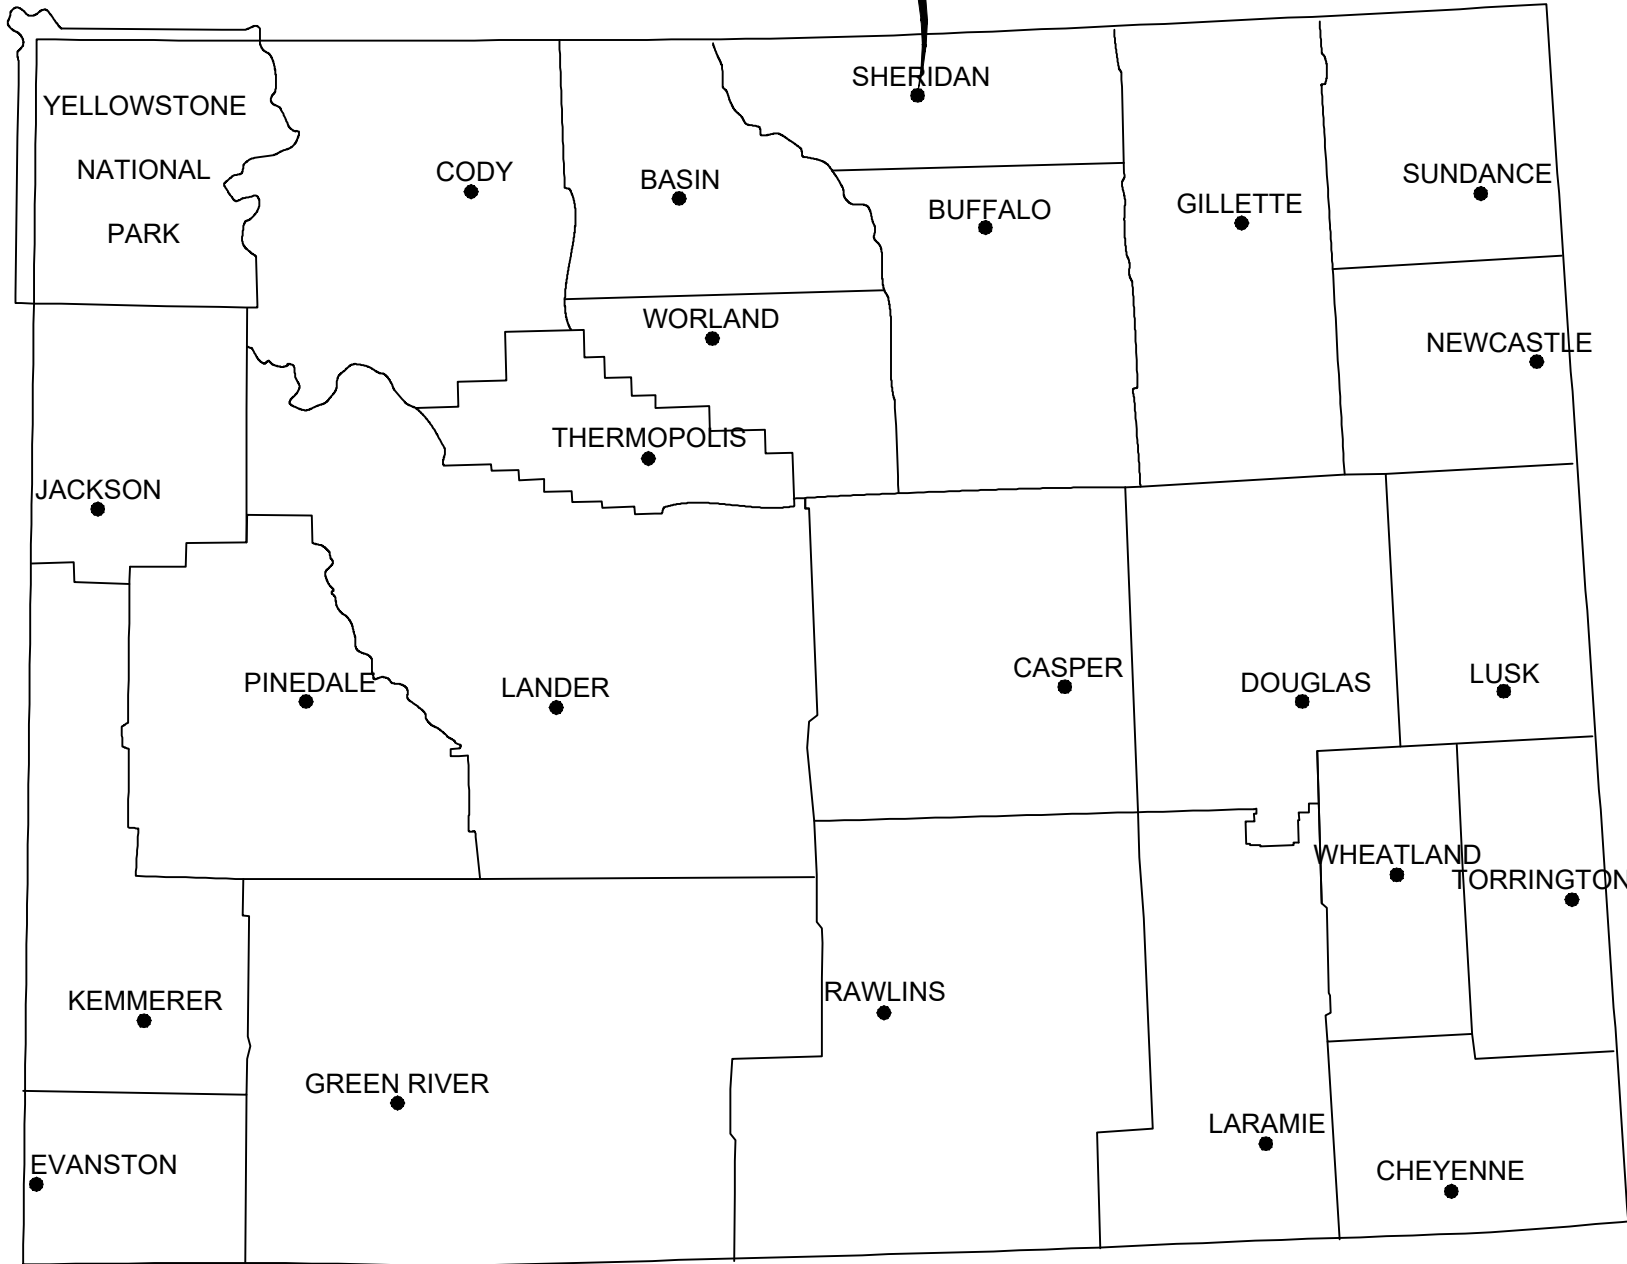 SHERIDAN
YELLOWSTONE
NATIONAL
PARK
CODY
BASIN
BUFFALO
GILLETTE
SUNDANCE
WORLAND
NEWCASTLE
THERMOPOLIS
JACKSON
PINEDALE
LANDER
CASPER
DOUGLAS
LUSK
WHEATLAND
TORRINGTON
KEMMERER
RAWLINS
GREEN RIVER
LARAMIE
EVANSTON
CHEYENNE